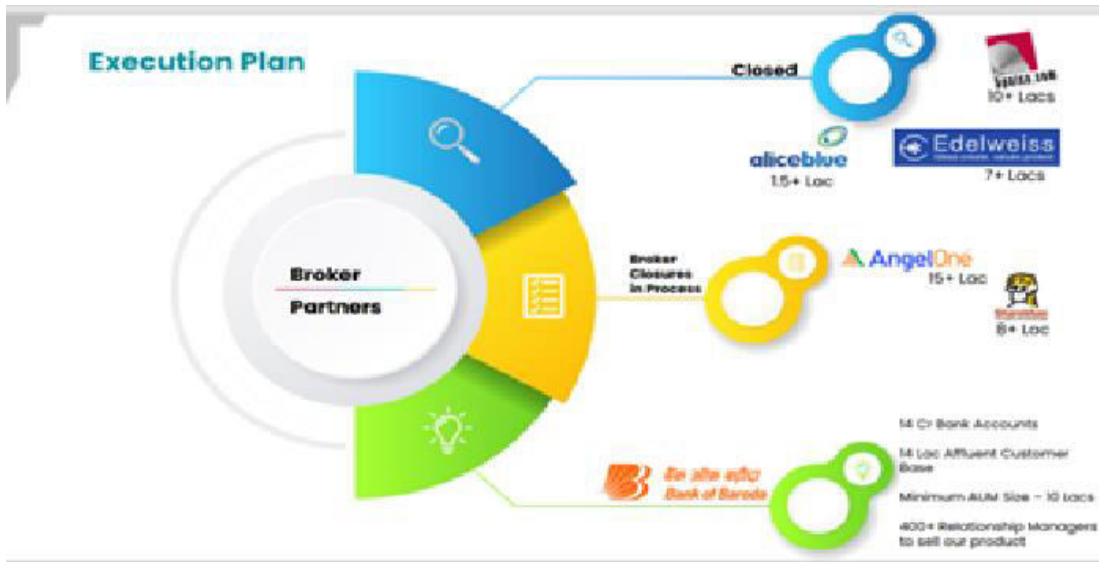 Execution Plan
Closed
10+ Lacs
aliceblue
1.5+ Lac
Edelweiss
7+ Lacs
Broker
Partners
Broker
Closures
in Process
AngelOne
15+ Lac
8+ Lac
बैंक ऑफ़ बड़ौदा
Bank of Baroda
14 Cr Bank Accounts
14 Lac Affluent Customer
Base
Minimum AUM Size - 10 Lacs
400+ Relationship Managers
to sell our product